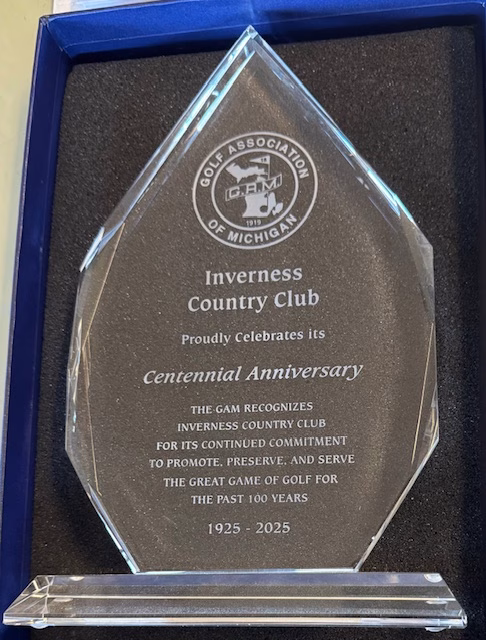 GOLF ASSOCIATION
G.A.M.
1919
OF MICHIGAN
Inverness
Country Club
Proudly Celebrates its
Centennial Anniversary
THE GAM RECOGNIZES
INVERNESS COUNTRY CLUB
FOR ITS CONTINUED COMMITMENT
TO PROMOTE, PRESERVE, AND SERVE
THE GREAT GAME OF GOLF FOR
THE PAST 100 YEARS
1925 - 2025